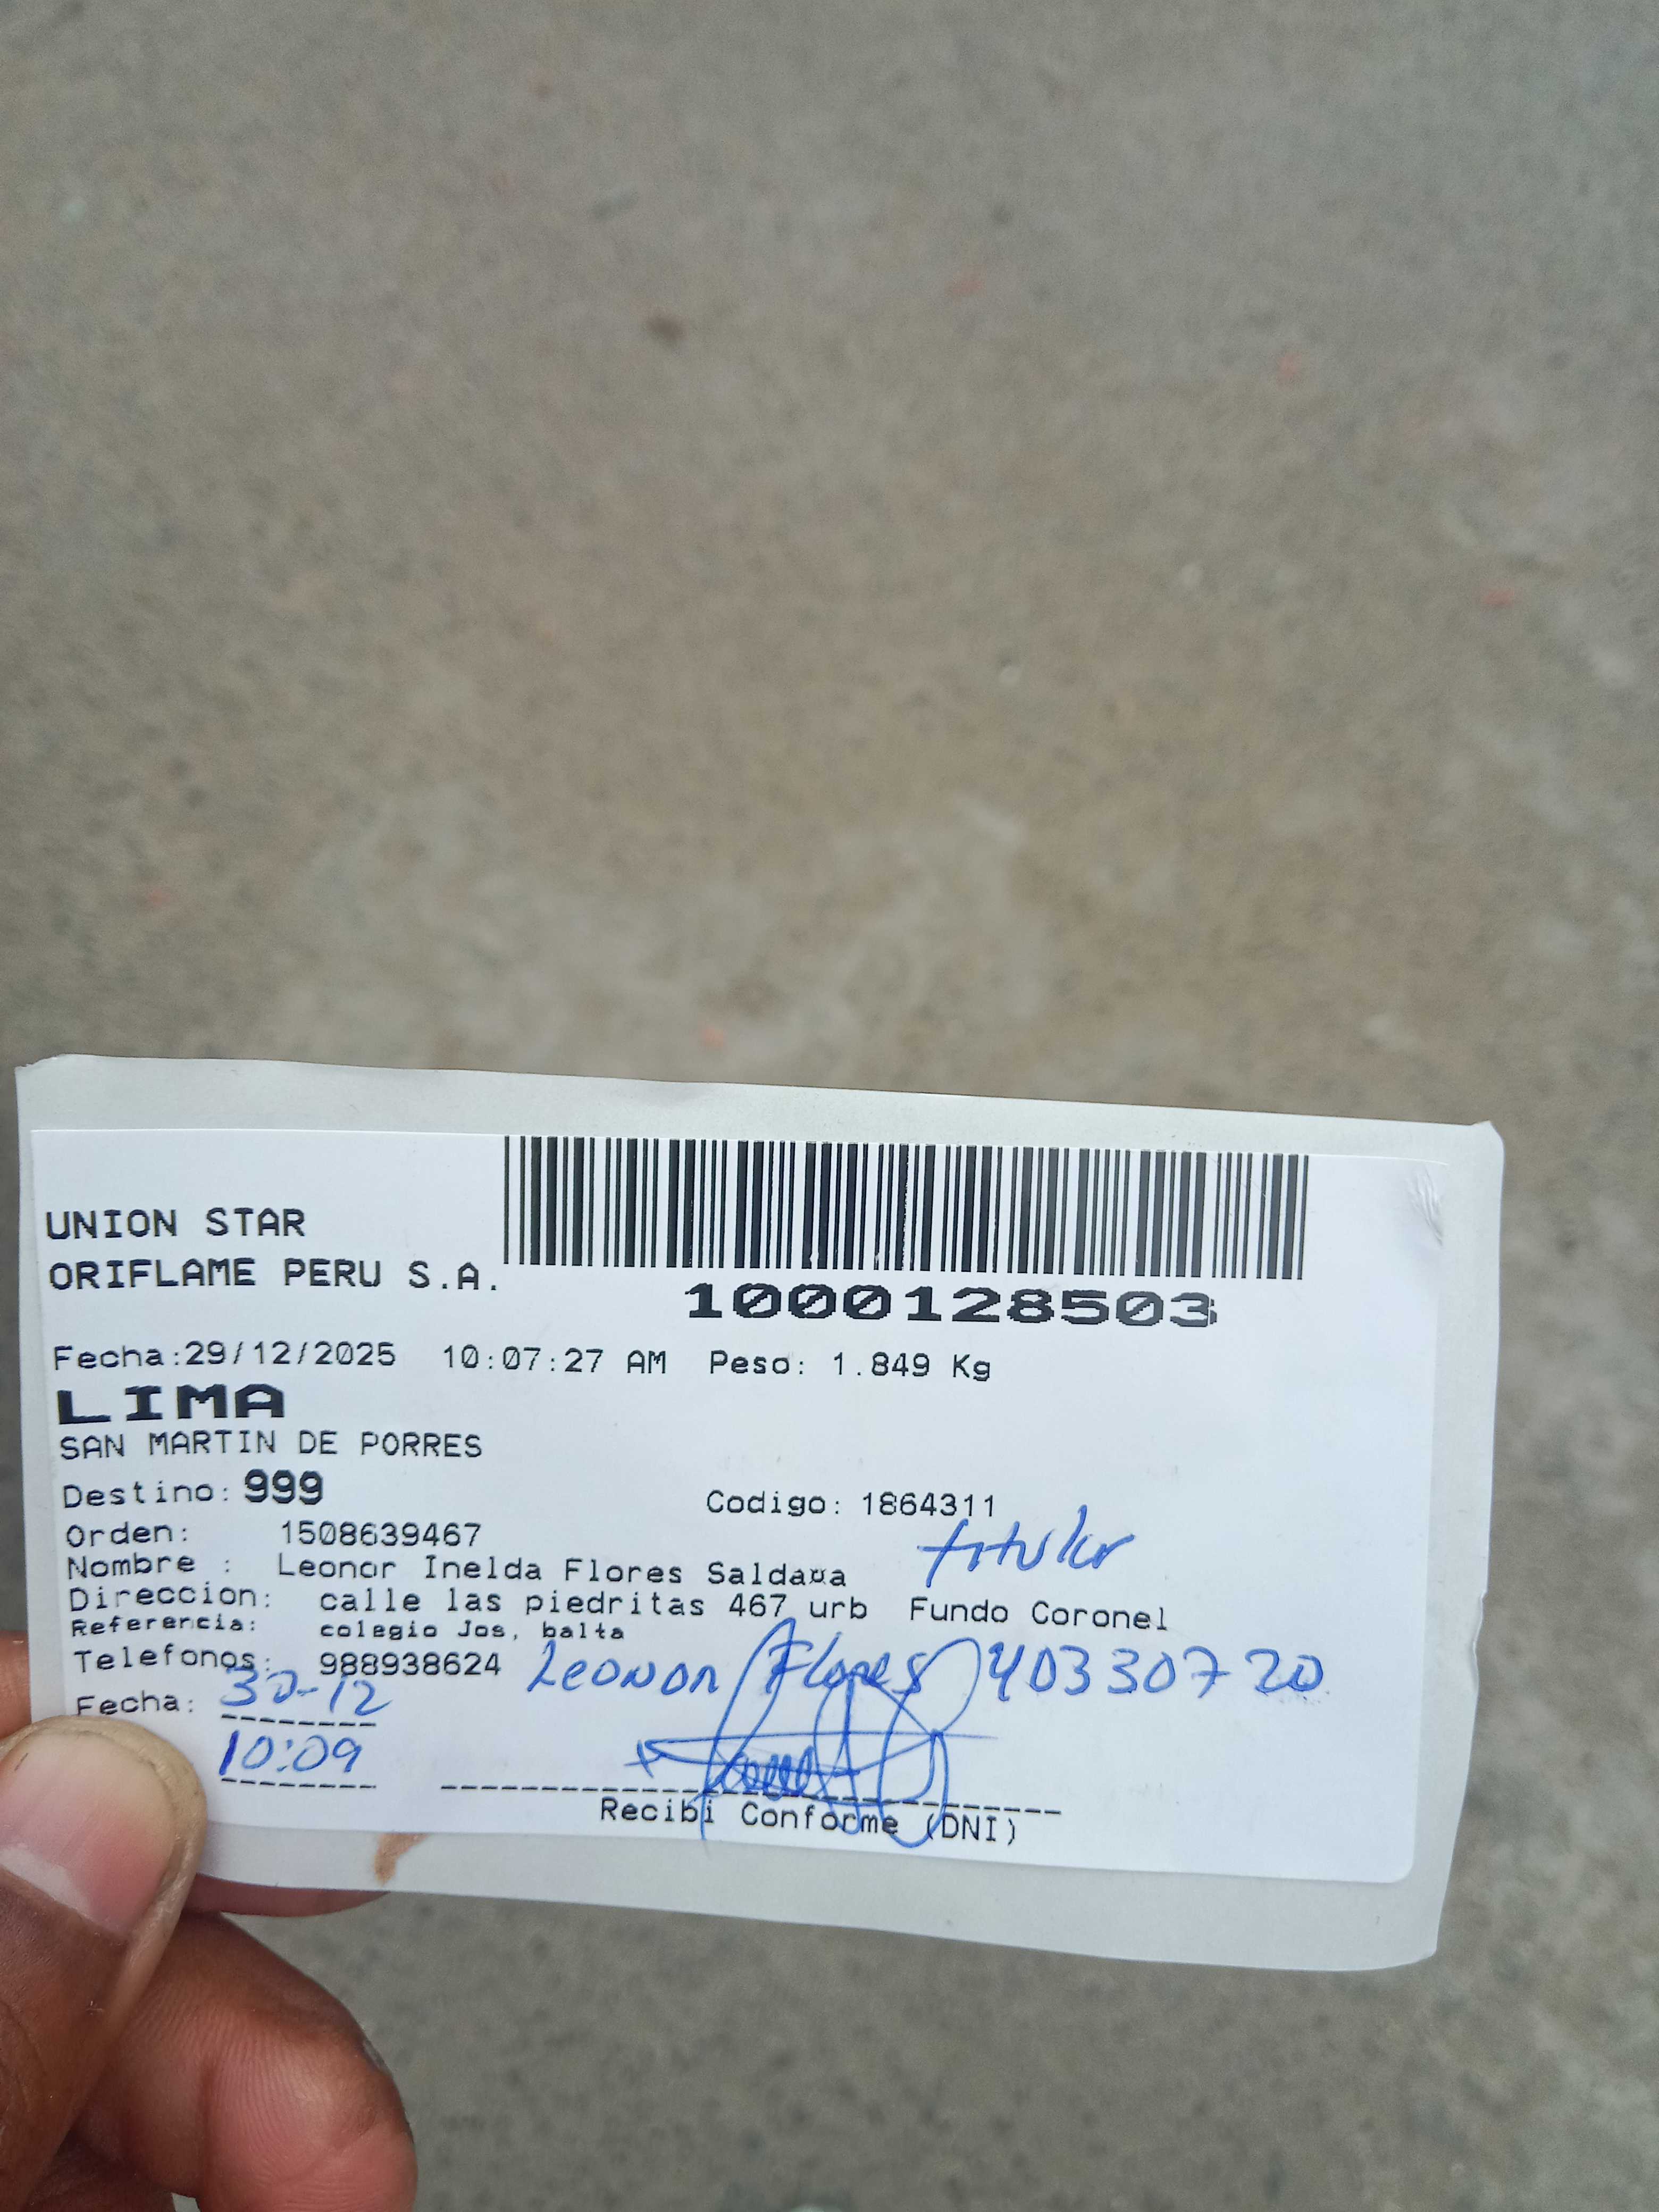 UNION STAR
ORIFLAME PERU S.A.
1000128503
Fecha:29/12/2025 10:07:27 AM Peso: 1.849 Kg
LIMA
SAN MARTIN DE PORRES
Destino: 999
Codigo: 1864311
Orden: 1508639467
titular
Nombre : Leonor Inelda Flores Saldaäa
Direccion: calle las piedritas 467 urb Fundo Coronel
Referencia: colegio Jos, balta
Telefonos: 988938624 Leonor Flores 40330720
Fecha: 30-12
10:09
Recibi Conforme (DNI)